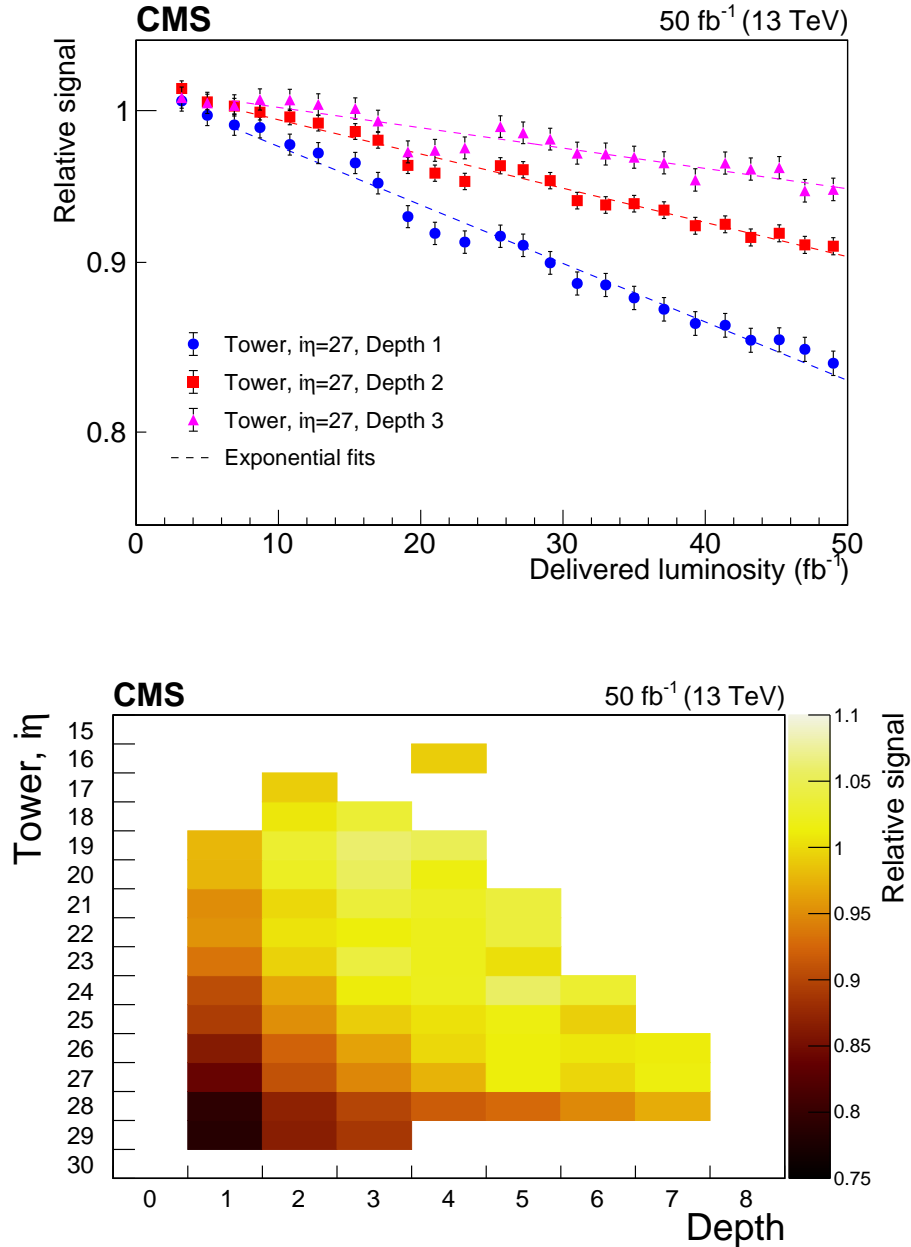 CMS
50 fb-1 (13 TeV)
Relative signal
1
0.9
0.8
Tower, iη=27, Depth 1
Tower, iη=27, Depth 2
Tower, iη=27, Depth 3
Exponential fits
0 10 20 30 40 50
Delivered luminosity (fb-1)
CMS
50 fb-1 (13 TeV)
Tower, iη
15
16
17
18
19
20
21
22
23
24
25
26
27
28
29
30
0 1 2 3 4 5 6 7 8
Depth
1.1
1.05
1
0.95
0.9
0.85
0.8
0.75
Relative signal